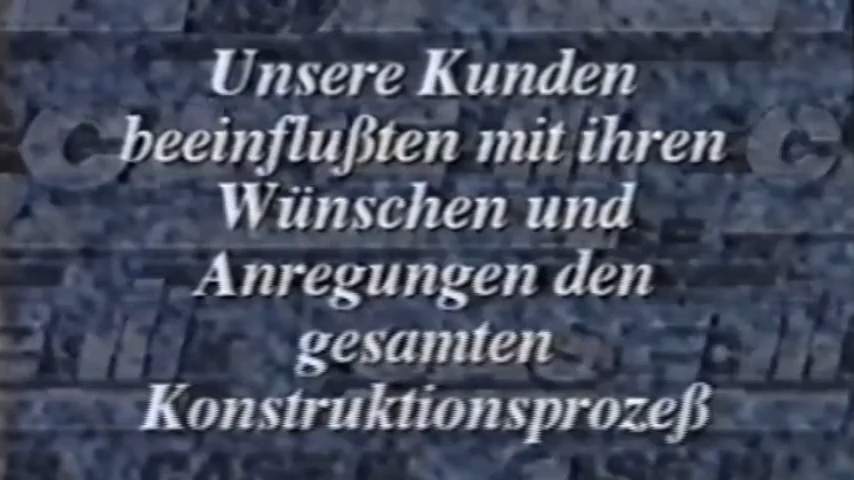 Unsere Kunden
beeinflußten mit ihren
Wünschen und
Anregungen den
gesamten
Konstruktionsprozeß